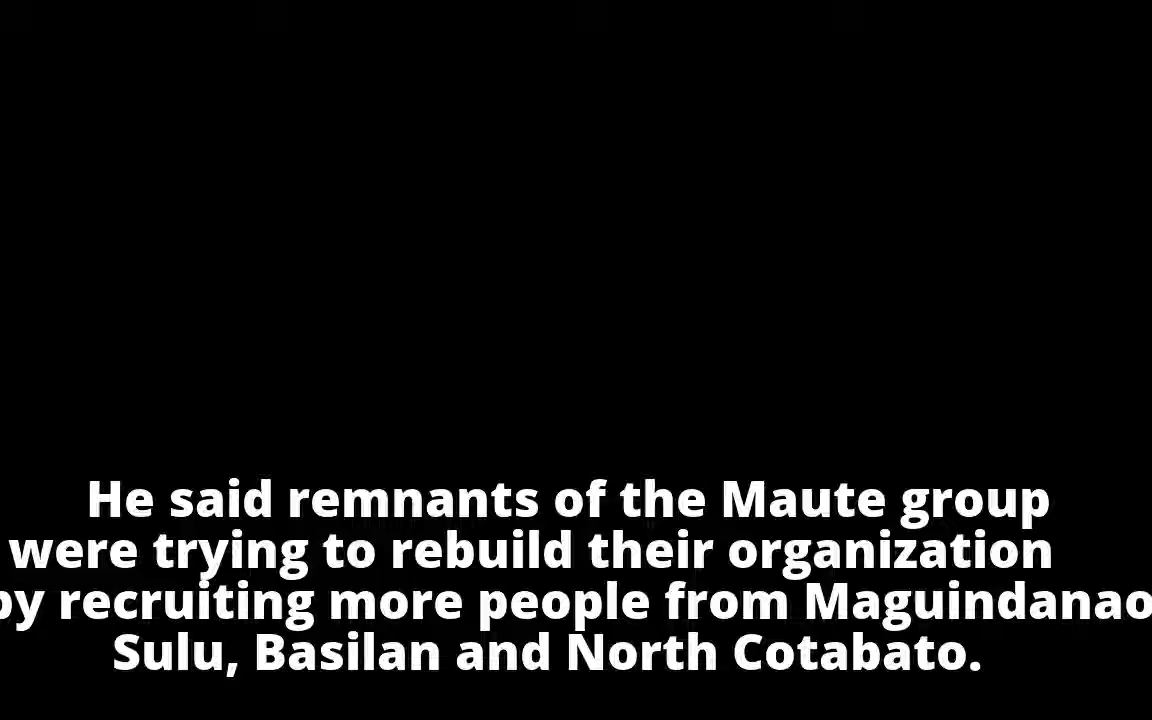 He said remnants of the Maute group
were trying to rebuild their organization
by recruiting more people from Maguindanao
Sulu, Basilan and North Cotabato.